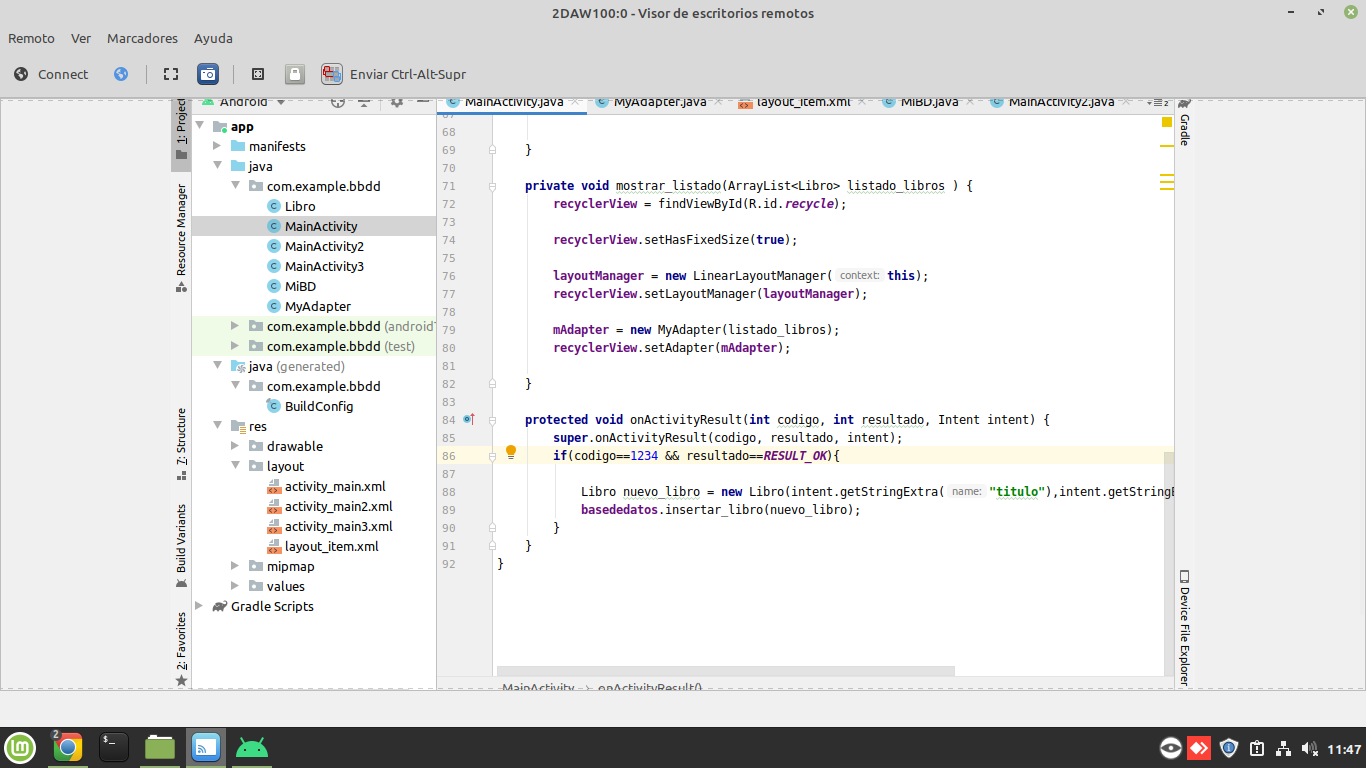 2DAW100:0 - Visor de escritorios remotos
Remoto Ver Marcadores Ayuda
Connect Enviar Ctrl-Alt-Supr
Android
MainActivity.java MyAdapter.java layout_item.xml MiBD.java MainActivity2.java
1: Project
Resource Manager
7: Structure
Build Variants
2: Favorites
app
manifests
java
com.example.bbdd
Libro
MainActivity
MainActivity2
MainActivity3
MiBD
MyAdapter
com.example.bbdd (androidT
com.example.bbdd (test)
java (generated)
com.example.bbdd
BuildConfig
res
drawable
layout
activity_main.xml
activity_main2.xml
activity_main3.xml
layout_item.xml
mipmap
values
Gradle Scripts
67
68
69 }
70
71 private void mostrar_listado(ArrayList<Libro> listado_libros ) {
72 recyclerView = findViewById(R.id.recycle);
73
74 recyclerView.setHasFixedSize(true);
75
76 layoutManager = new LinearLayoutManager( context: this);
77 recyclerView.setLayoutManager(layoutManager);
78
79 mAdapter = new MyAdapter(listado_libros);
80 recyclerView.setAdapter(mAdapter);
81
82 }
83
84 protected void onActivityResult(int codigo, int resultado, Intent intent) {
85 super.onActivityResult(codigo, resultado, intent);
86 if(codigo==1234 && resultado==RESULT_OK){
87
88 Libro nuevo_libro = new Libro(intent.getStringExtra( name: "titulo"),intent.getStringE
89 basededatos.insertar_libro(nuevo_libro);
90 }
91 }
92 }
MainActivity > onActivityResult()
2
Gradle
Device File Explorer
2
11:47